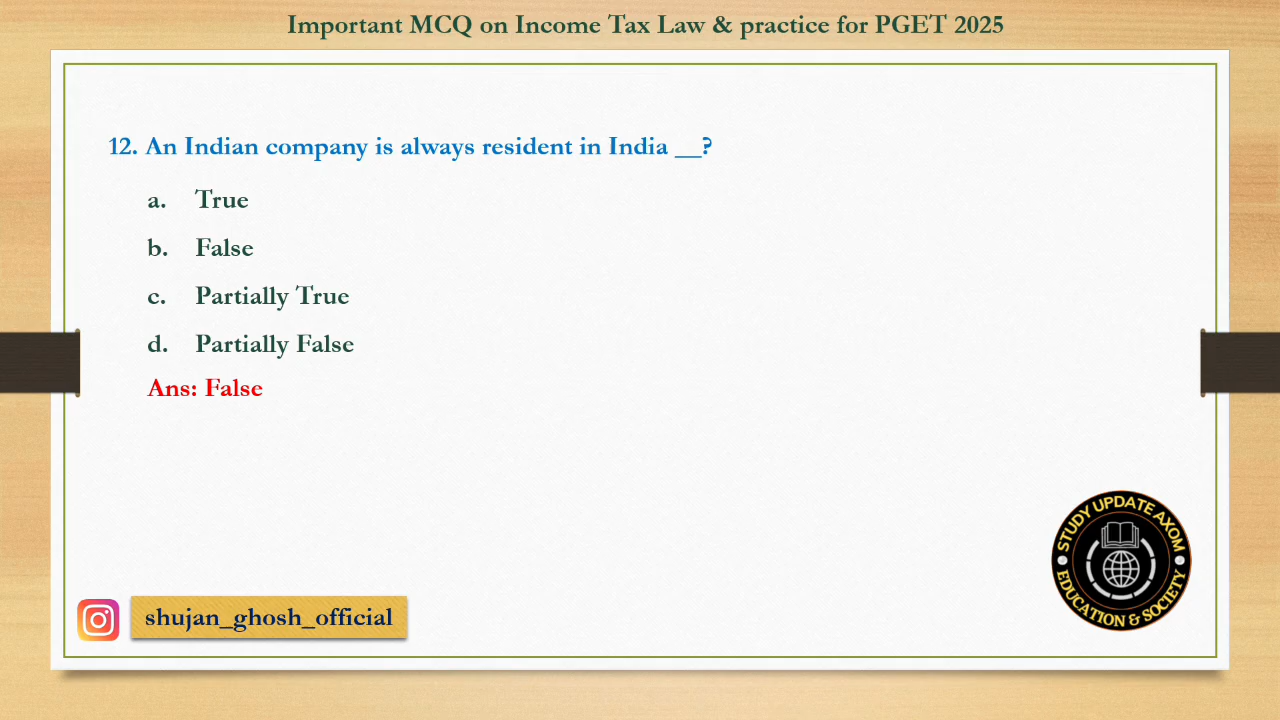 Important MCQ on Income Tax Law & practice for PGET 2025
12. An Indian company is always resident in India __?
a. True
b. False
c. Partially True
d. Partially False
Ans: False
STUDY UPDATE AXOM
EDUCATION & SOCIETY
shujan_ghosh_official